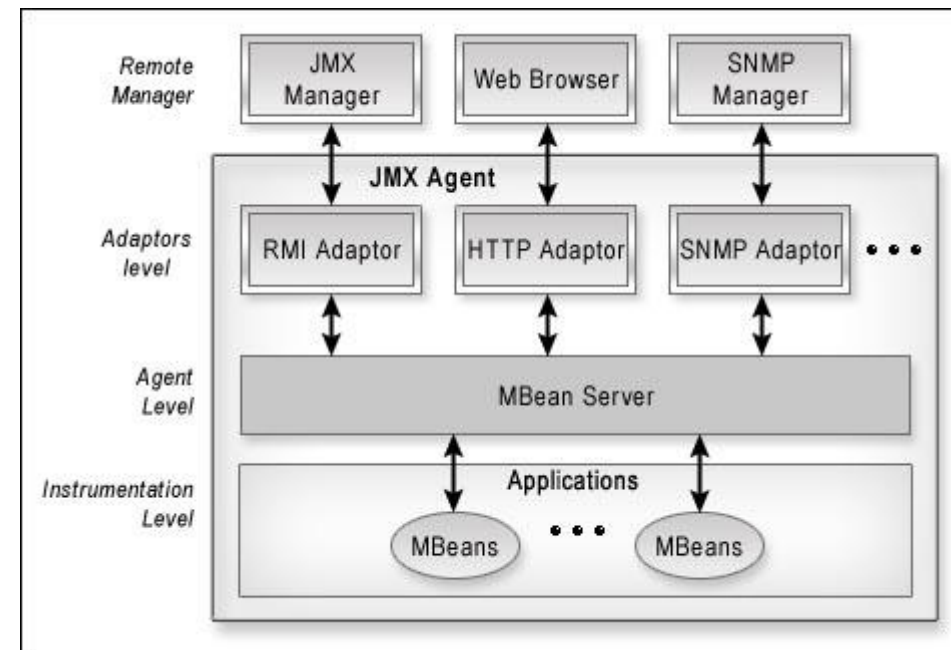 Remote
Manager
JMX
Manager
Web Browser
SNMP
Manager
JMX Agent
Adaptors
level
RMI Adaptor
HTTP Adaptor
SNMP Adaptor
Agent
Level
MBean Server
Instrumentation
Level
Applications
MBeans
MBeans